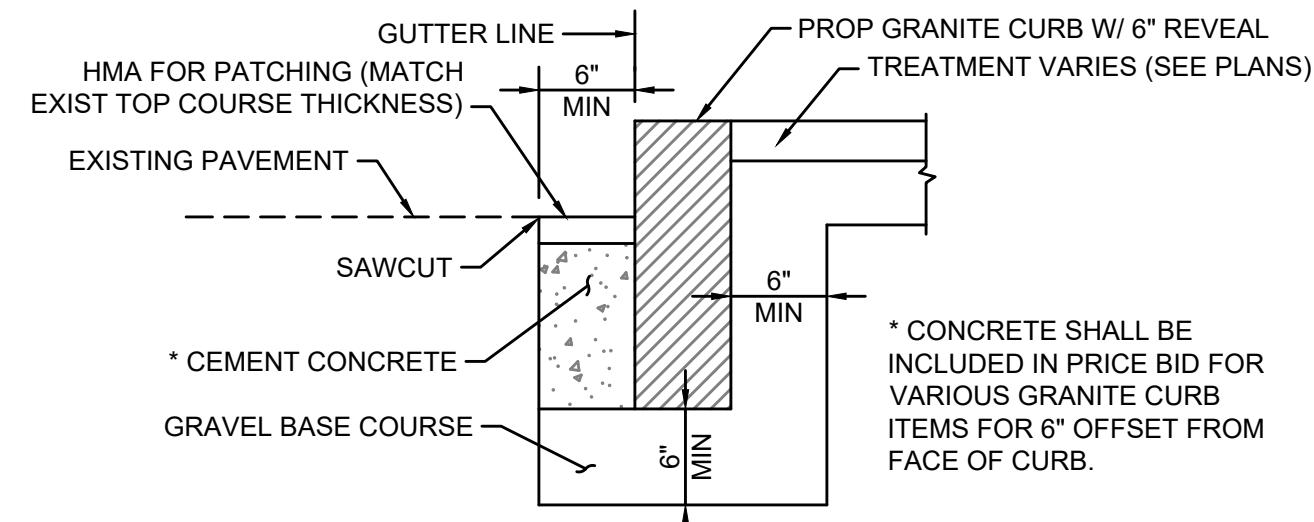 GUTTER LINE
PROP GRANITE CURB W/ 6" REVEAL
HMA FOR PATCHING (MATCH
EXIST TOP COURSE THICKNESS)
6"
MIN
TREATMENT VARIES (SEE PLANS)
EXISTING PAVEMENT
SAWCUT
6"
MIN
* CEMENT CONCRETE
* CONCRETE SHALL BE
INCLUDED IN PRICE BID FOR
VARIOUS GRANITE CURB
ITEMS FOR 6" OFFSET FROM
FACE OF CURB.
GRAVEL BASE COURSE
6"
MIN